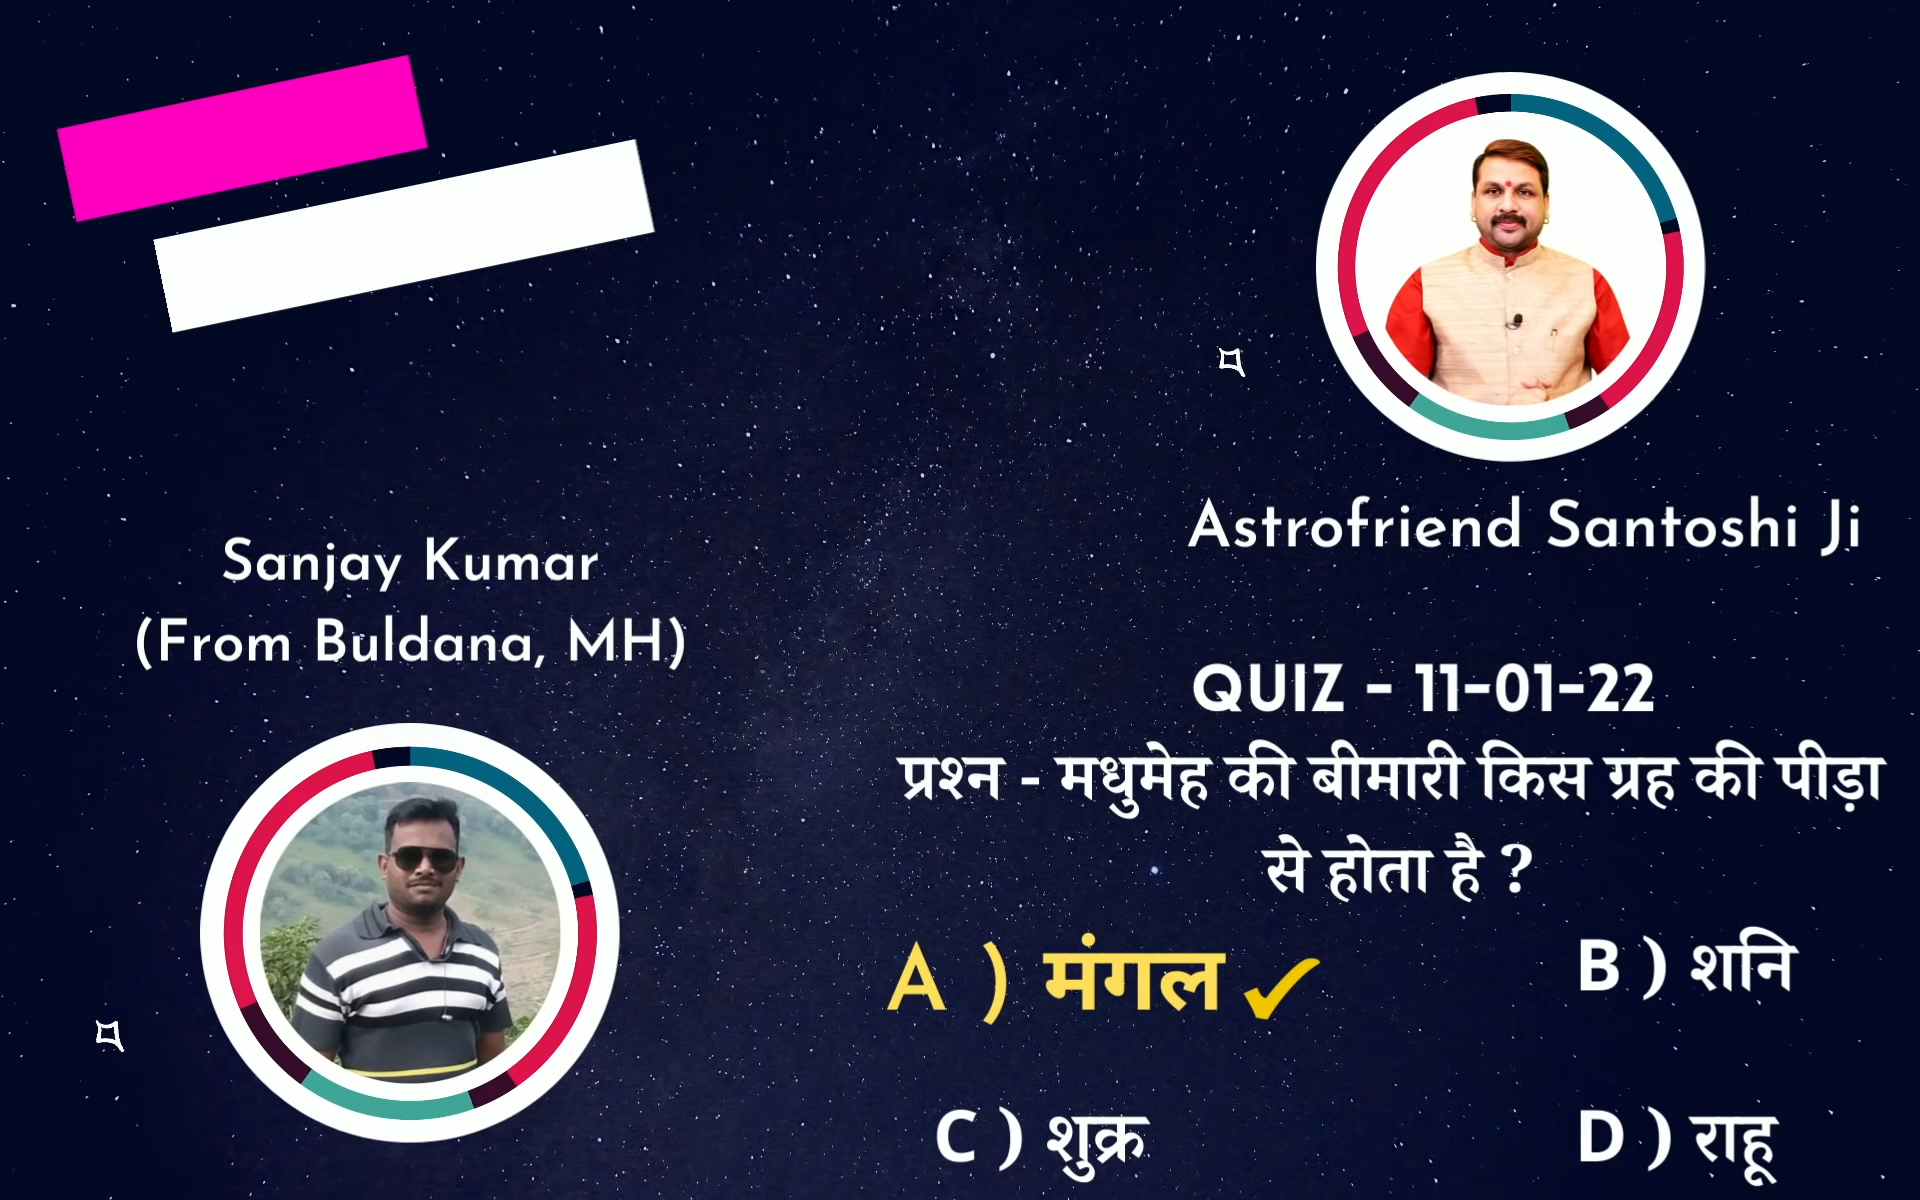 Astrofriend Santoshi Ji
Sanjay Kumar
(From Buldana, MH)
QUIZ - 11-01-22
प्रश्न - मधुमेह की बीमारी किस ग्रह की पीड़ा
से होता है ?
A ) मंगल ✓
B ) शनि
C ) शुक्र
D ) राहू